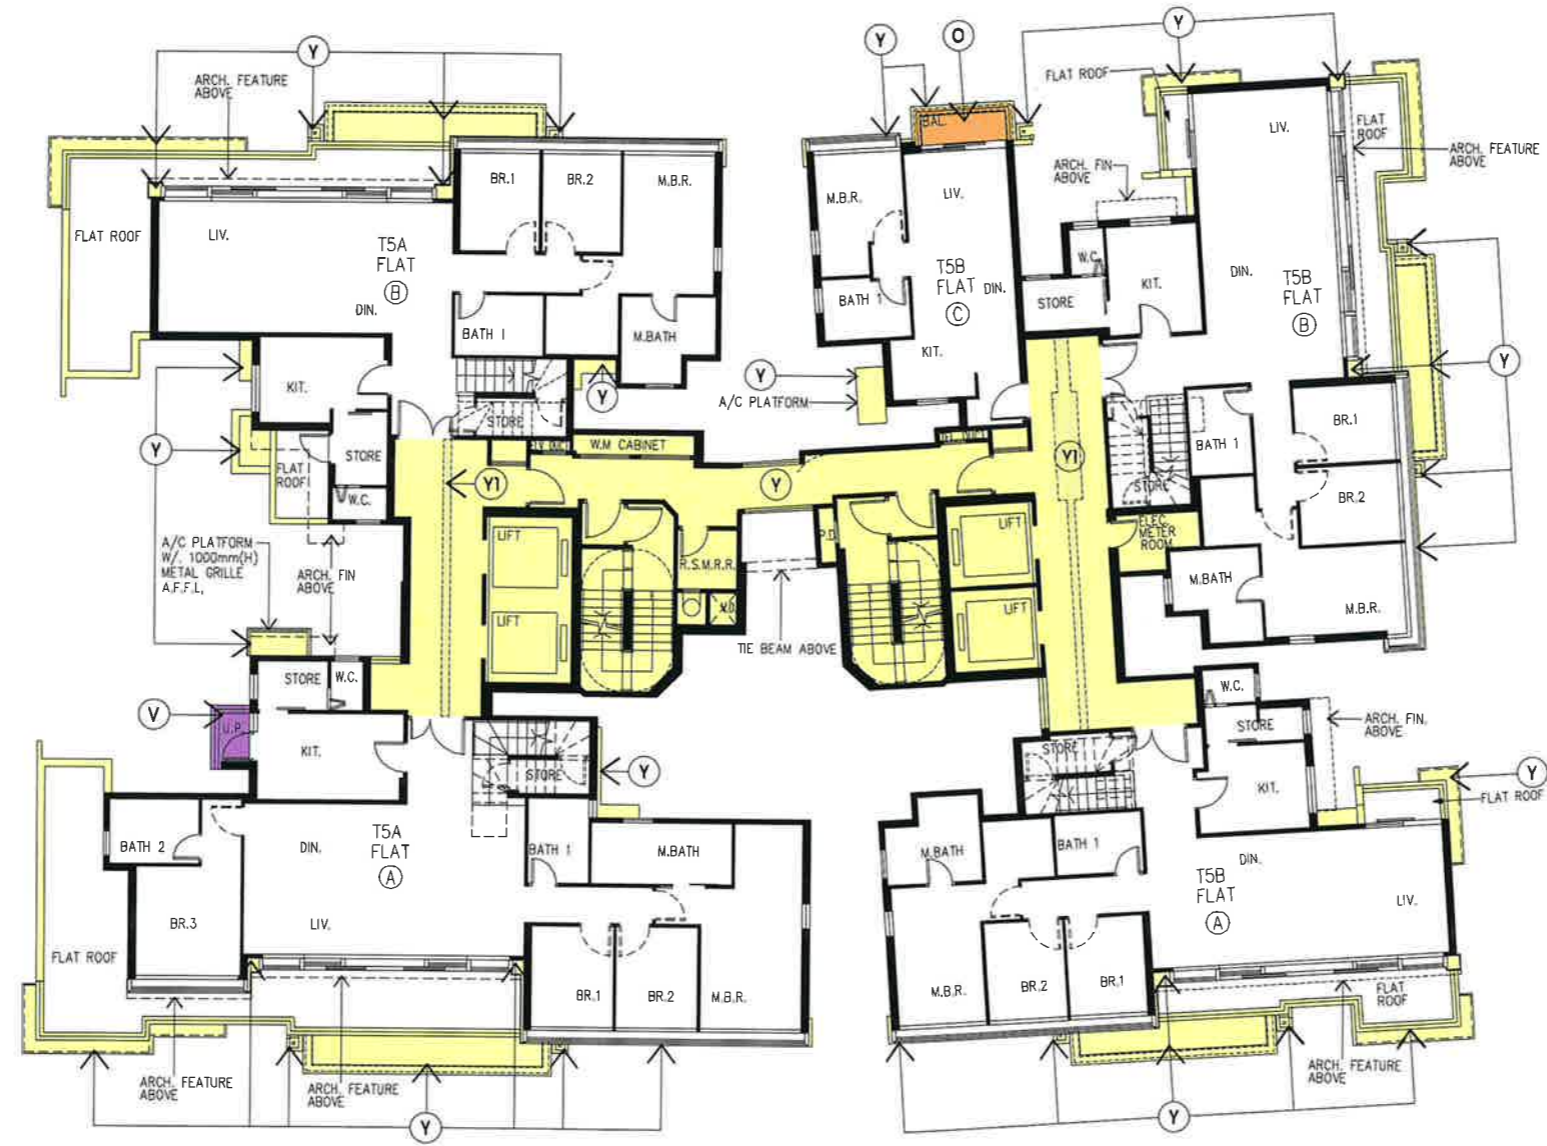 Y
ARCH. FEATURE
ABOVE
FLAT ROOF
LIV.
T5A
FLAT
B
DIN.
BR.1
BR.2
M.B.R.
BATH 1
M.BATH
KIT.
STORE
Y
STORE
W.C.
FLAT
ROOF
Y
W.M CABINET
Y1
A/C PLATFORM
W/. 1000mm(H)
METAL GRILLE
A.F.F.L,
ARCH. FIN
ABOVE
LIFT
LIFT
R.S.M.R.R.
Y
P.D.
TIE BEAM ABOVE
Y
O
BAL.
M.B.R.
LIV.
T5B
FLAT
C
DIN.
BATH 1
KIT.
Y
A/C PLATFORM
Y
FLAT ROOF
ARCH. FIN
ABOVE
LIV.
FLAT
ROOF
ARCH. FEATURE
ABOVE
W.C.
KIT.
STORE
DIN.
T5B
FLAT
B
Y
BR.1
BATH 1
BR.2
STORE
Y1
ELEC.
METER
ROOM
M.BATH
M.B.R.
LIFT
LIFT
V
U.P.
STORE
W.C.
KIT.
STORE
Y
T5A
FLAT
A
DIN.
BATH 2
BATH 1
M.BATH
BR.3
LIV.
FLAT ROOF
BR.1
BR.2
M.B.R.
ARCH. FEATURE
ABOVE
ARCH. FEATURE
ABOVE
Y
W.C.
STORE
ARCH. FIN.
ABOVE
STORE
KIT.
Y
FLAT ROOF
M.BATH
BATH 1
DIN.
T5B
FLAT
A
LIV.
M.B.R.
BR.2
BR.1
FLAT
ROOF
ARCH. FEATURE
ABOVE
Y